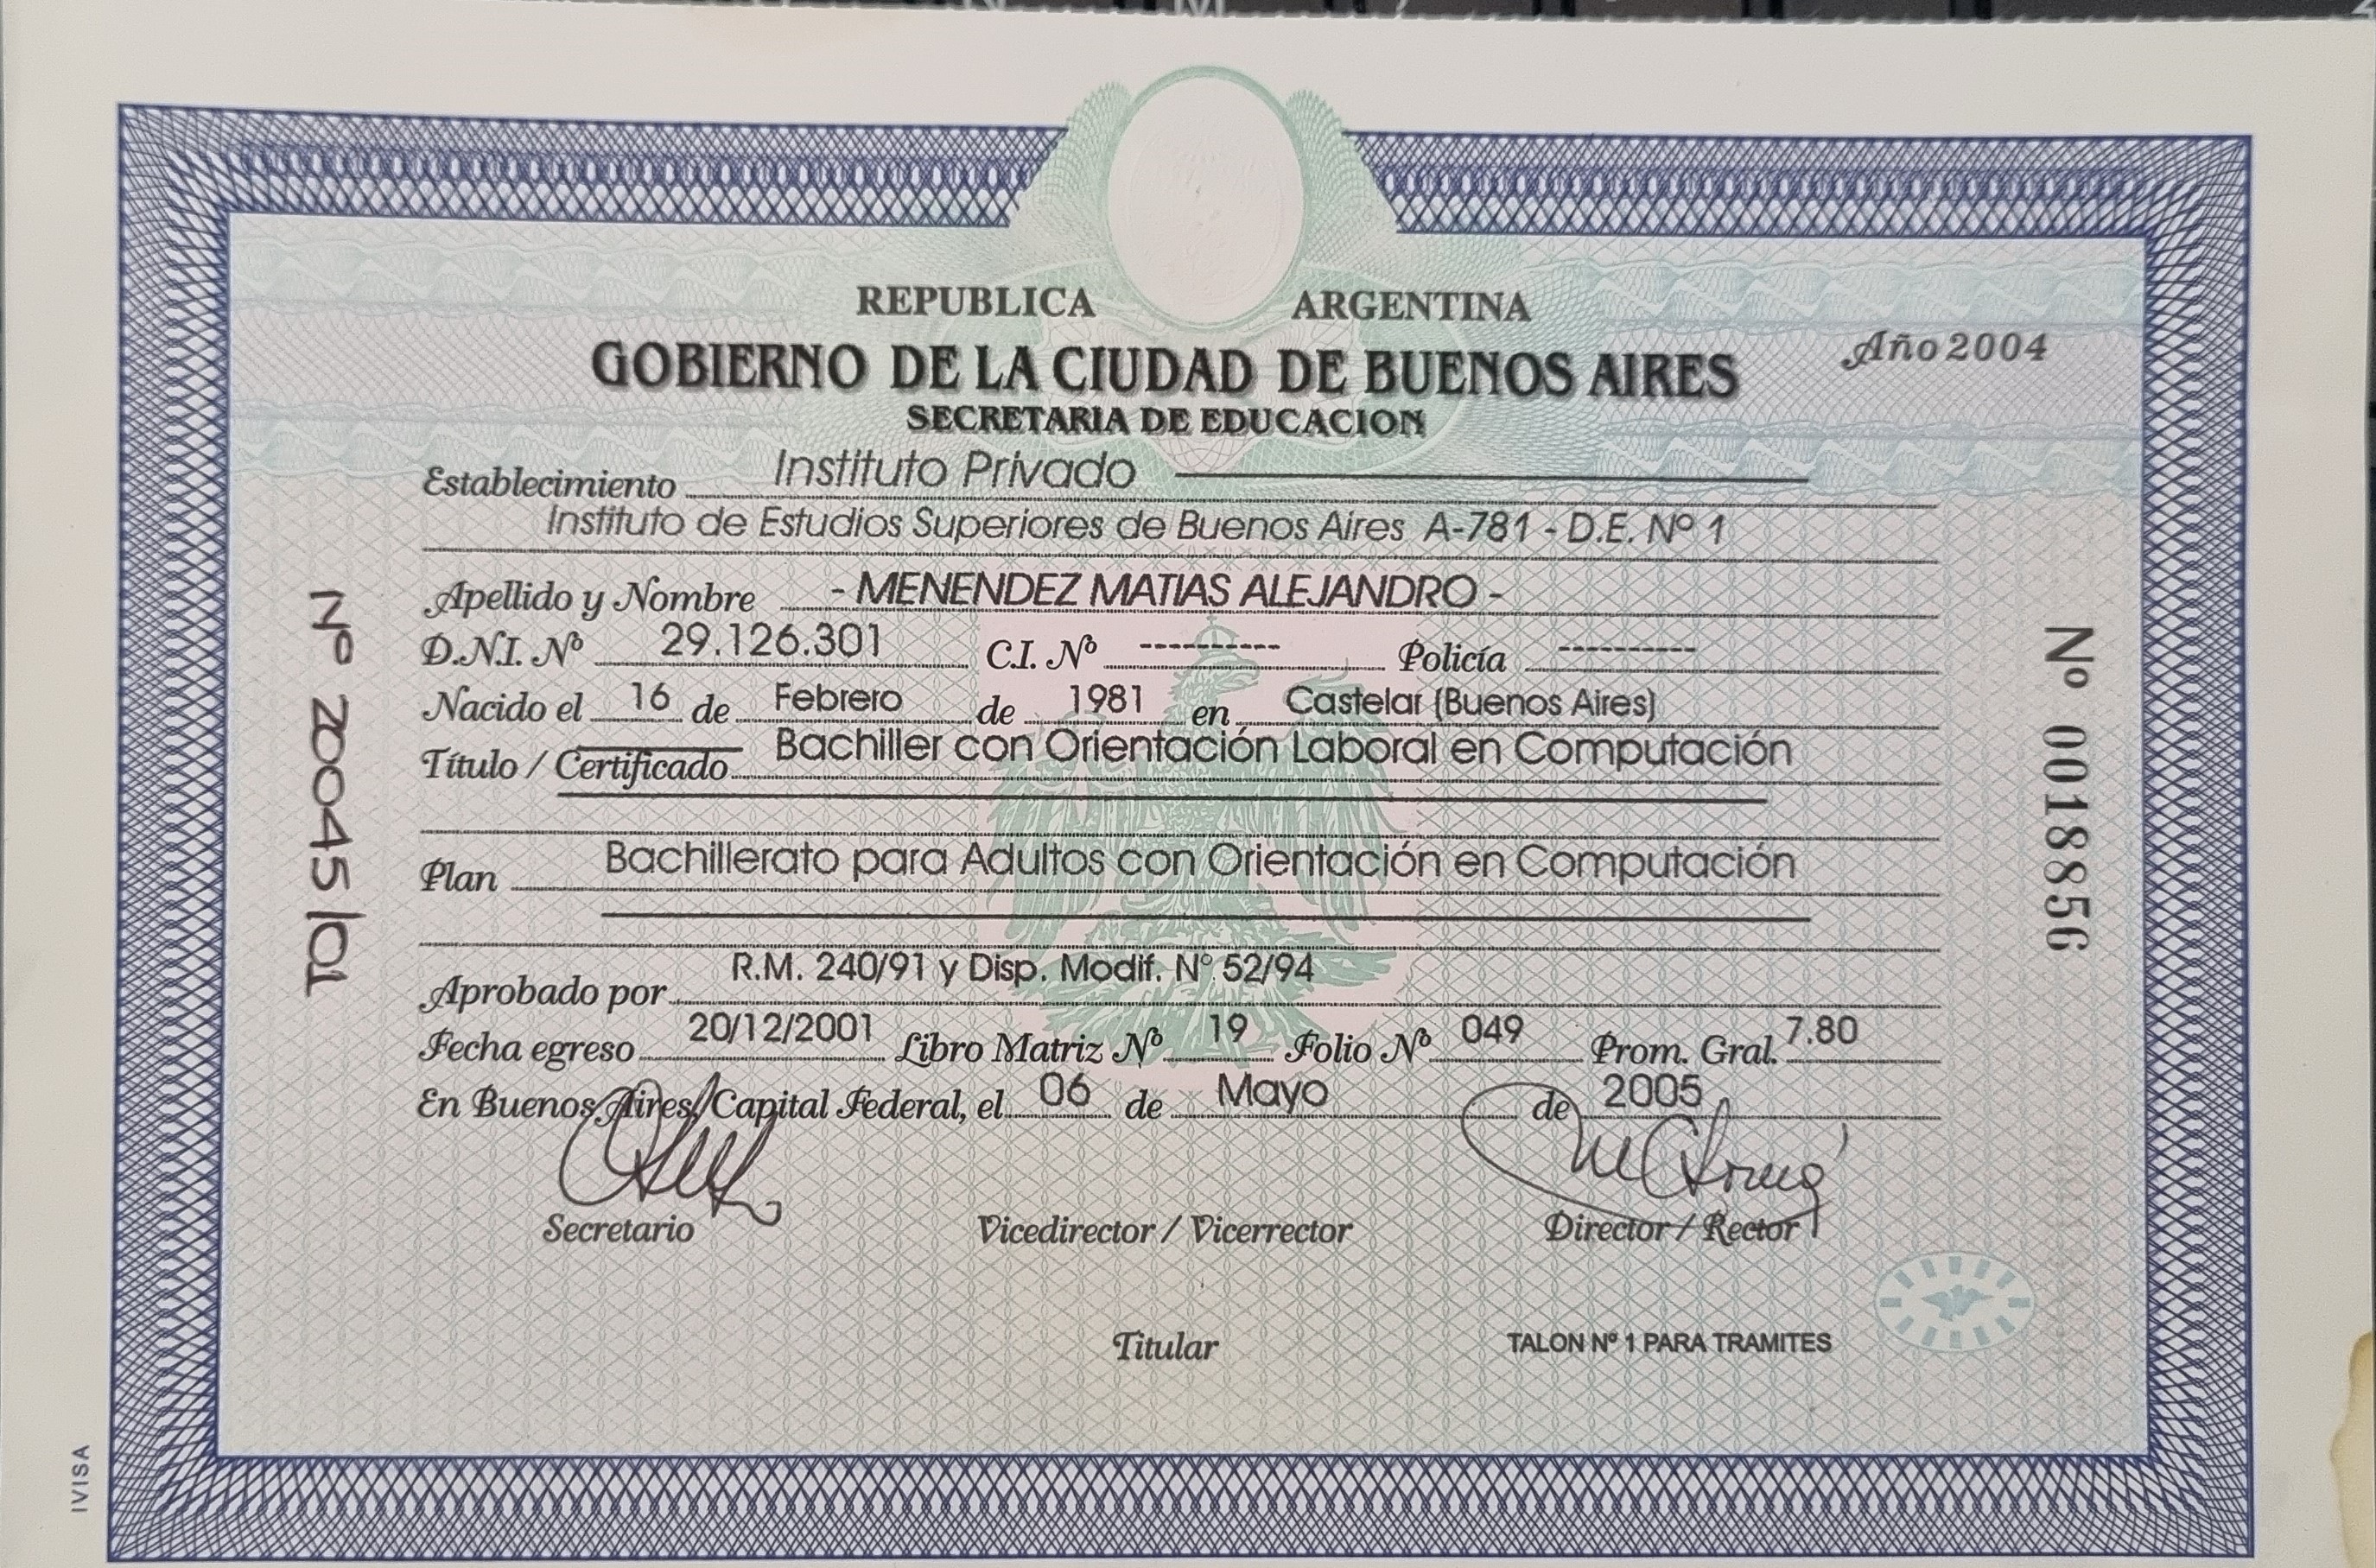 REPUBLICA ARGENTINA
GOBIERNO DE LA CIUDAD DE BUENOS AIRES
Año 2004
SECRETARIA DE EDUCACION
Establecimiento Instituto Privado
Instituto de Estudios Superiores de Buenos Aires A-781 - D.E. Nº 1
Apellido y Nombre - MENENDEZ MATIAS ALEJANDRO -
D.N.I. Nº 29.126.301 C.I. Nº ---------- Policía ----------
Nacido el 16 de Febrero de 1981 en Castelar (Buenos Aires)
Título / Certificado Bachiller con Orientación Laboral en Computación
Plan Bachillerato para Adultos con Orientación en Computación
Aprobado por R.M. 240/91 y Disp. Modif. N° 52/94
Fecha egreso 20/12/2001 Libro Matriz Nº 19 Folio Nº 049 Prom. Gral. 7.80
En Buenos Aires/Capital Federal, el 06 de Mayo de 2005
Secretario Vicedirector / Vicerrector Director / Rector
Titular
TALON Nº 1 PARA TRAMITES
Nº 20045/01
Nº 0018856
IVISA